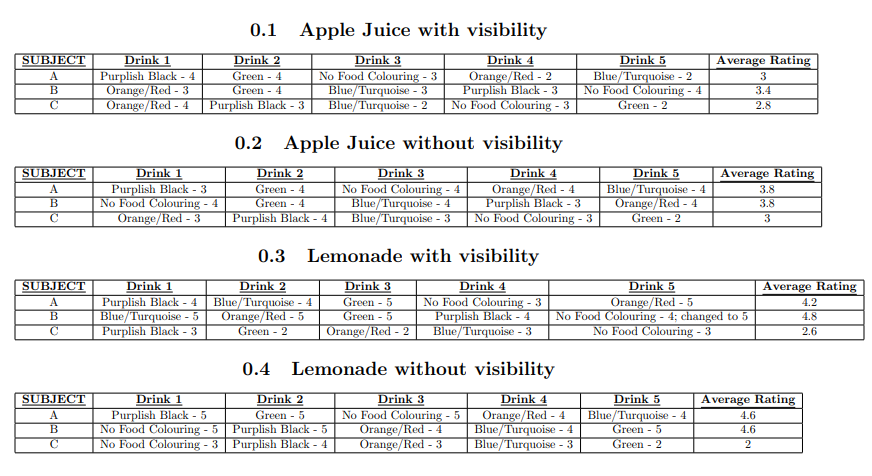 0.1 Apple Juice with visibility
SUBJECT Drink 1 Drink 2 Drink 3 Drink 4 Drink 5 Average Rating
A Purplish Black - 4 Green - 4 No Food Colouring - 3 Orange/Red - 2 Blue/Turquoise - 2 3
B Orange/Red - 3 Green - 4 Blue/Turquoise - 3 Purplish Black - 3 No Food Colouring - 4 3.4
C Orange/Red - 4 Purplish Black - 3 Blue/Turquoise - 2 No Food Colouring - 3 Green - 2 2.8
0.2 Apple Juice without visibility
SUBJECT Drink 1 Drink 2 Drink 3 Drink 4 Drink 5 Average Rating
A Purplish Black - 3 Green - 4 No Food Colouring - 4 Orange/Red - 4 Blue/Turquoise - 4 3.8
B No Food Colouring - 4 Green - 4 Blue/Turquoise - 4 Purplish Black - 3 Orange/Red - 4 3.8
C Orange/Red - 3 Purplish Black - 4 Blue/Turquoise - 3 No Food Colouring - 3 Green - 2 3
0.3 Lemonade with visibility
SUBJECT Drink 1 Drink 2 Drink 3 Drink 4 Drink 5 Average Rating
A Purplish Black - 4 Blue/Turquoise - 4 Green - 5 No Food Colouring - 3 Orange/Red - 5 4.2
B Blue/Turquoise - 5 Orange/Red - 5 Green - 5 Purplish Black - 4 No Food Colouring - 4; changed to 5 4.8
C Purplish Black - 3 Green - 2 Orange/Red - 2 Blue/Turquoise - 3 No Food Colouring - 3 2.6
0.4 Lemonade without visibility
SUBJECT Drink 1 Drink 2 Drink 3 Drink 4 Drink 5 Average Rating
A Purplish Black - 5 Green - 5 No Food Colouring - 5 Orange/Red - 4 Blue/Turquoise - 4 4.6
B No Food Colouring - 5 Purplish Black - 5 Orange/Red - 4 Blue/Turquoise - 4 Green - 5 4.6
C No Food Colouring - 3 Purplish Black - 4 Orange/Red - 3 Blue/Turquoise - 3 Green - 2 2